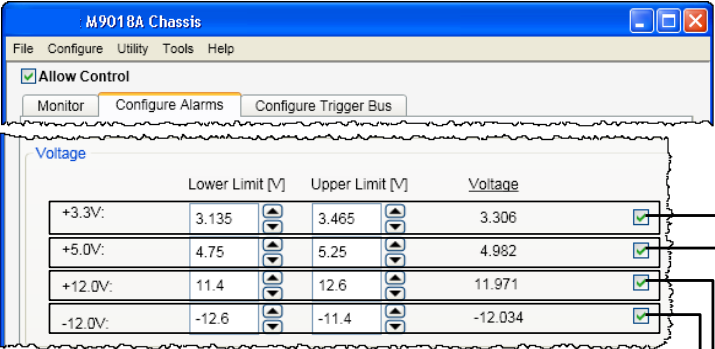 M9018A Chassis
File Configure Utility Tools Help
Allow Control
Monitor Configure Alarms Configure Trigger Bus
Voltage
Lower Limit [V] Upper Limit [V] Voltage
+3.3V: 3.135 3.465 3.306
+5.0V: 4.75 5.25 4.982
+12.0V: 11.4 12.6 11.971
-12.0V: -12.6 -11.4 -12.034